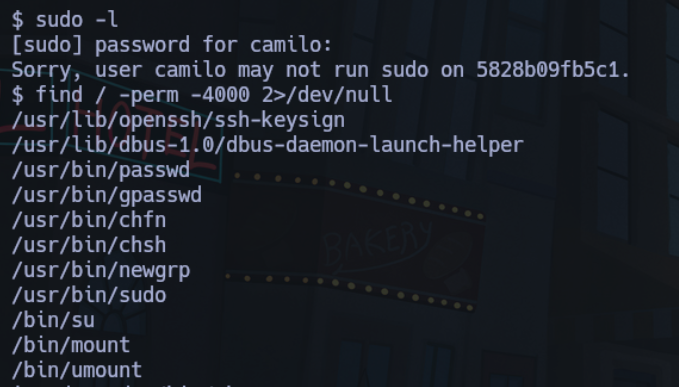 $ sudo -l
[sudo] password for camilo:
Sorry, user camilo may not run sudo on 5828b09fb5c1.
$ find / -perm -4000 2>/dev/null
/usr/lib/openssh/ssh-keysign
/usr/lib/dbus-1.0/dbus-daemon-launch-helper
/usr/bin/passwd
/usr/bin/gpasswd
/usr/bin/chfn
/usr/bin/chsh
/usr/bin/newgrp
/usr/bin/sudo
/bin/su
/bin/mount
/bin/umount
HOTEL
BAKERY